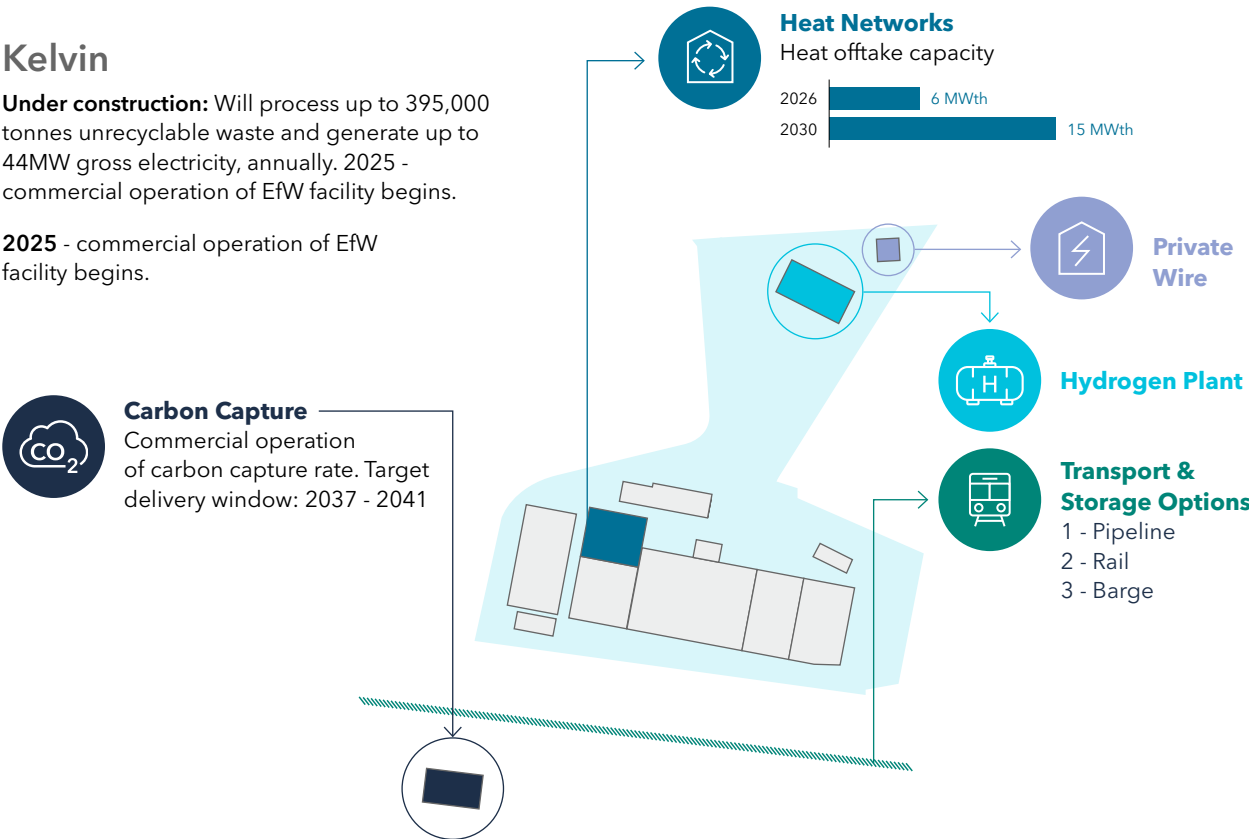 Kelvin
Under construction: Will process up to 395,000
tonnes unrecyclable waste and generate up to
44MW gross electricity, annually. 2025 -
commercial operation of EfW facility begins.
2025 - commercial operation of EfW
facility begins.
Heat Networks
Heat offtake capacity
2026 6 MWth
2030 15 MWth
Private
Wire
Hydrogen Plant
H
CO2
Carbon Capture
Commercial operation
of carbon capture rate. Target
delivery window: 2037 - 2041
Transport &
Storage Options
1 - Pipeline
2 - Rail
3 - Barge